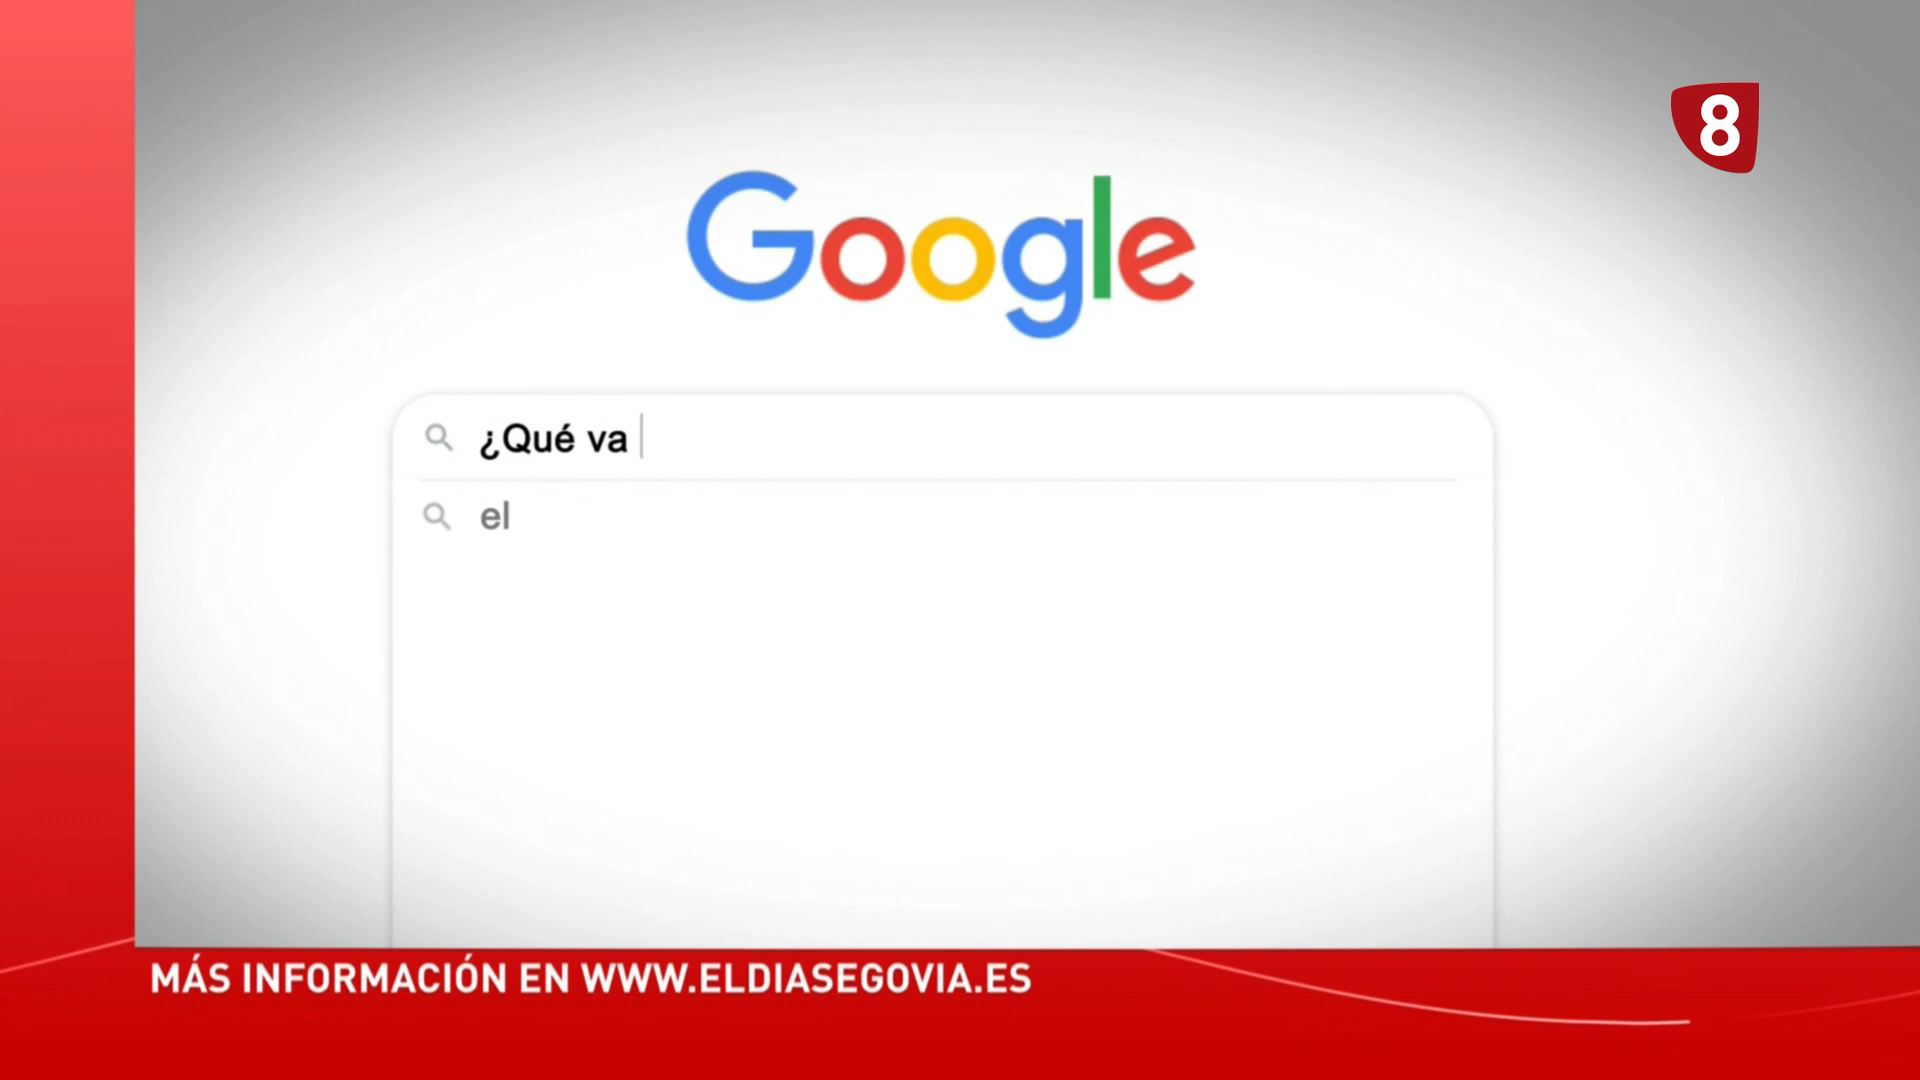 8
Google
¿Qué va
el
MÁS INFORMACIÓN EN WWW.ELDIASEGOVIA.ES